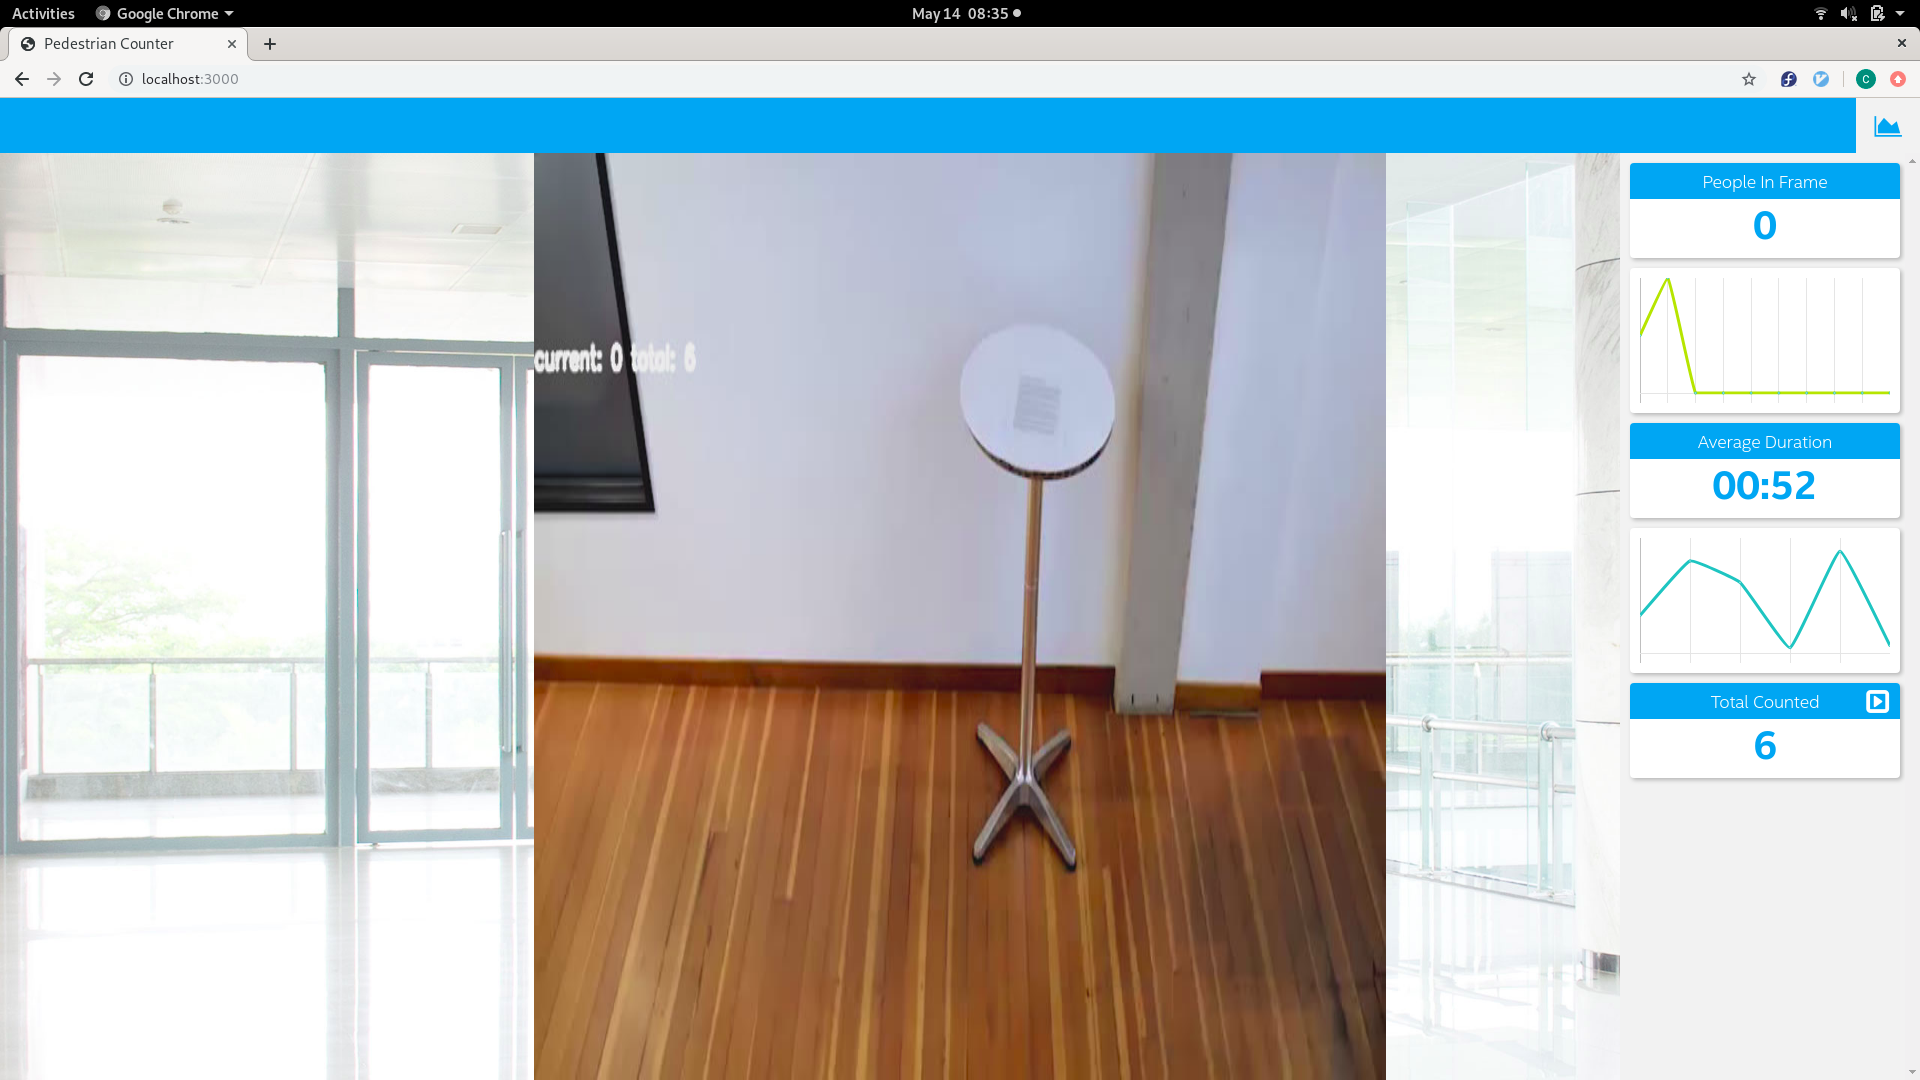 Activities Google Chrome May 14 08:35
Pedestrian Counter
localhost:3000
C
People In Frame
0
current: 0 total: 6
Average Duration
00:52
Total Counted
6